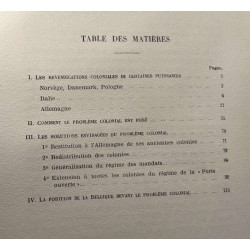 TABLE DES MATIÈRES
Pages.
I. LES REVENDICATIONS COLONIALES DE CERTAINES PUISSANCES 5
Norvège, Danemark, Pologne
Italie
Allemagne
II. COMMENT LE PROBLÈME COLONIAL EST POSÉ
III. LES SOLUTIONS ENVISAGÉES DU PROBLÈME COLONIAL
1° Restitution à l'Allemagne de ses anciennes colonies
2° Redistribution des colonies
3° Généralisation du régime des mandats
4° Extension à toutes les colonies du régime de la « Porte
ouverte »
IV. LA POSITION DE LA BELGIQUE DEVANT LE PROBLÈME COLONIAL